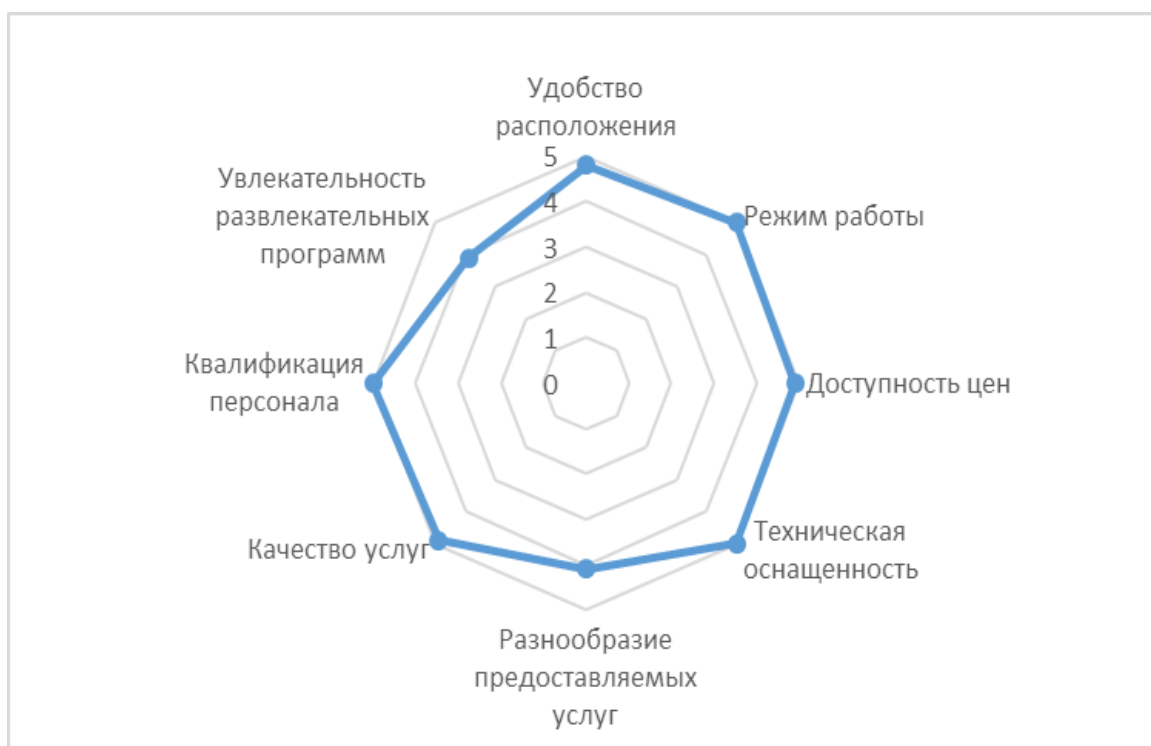 Удобство
расположения
5
4
3
2
1
0
Режим работы
Доступность цен
Техническая
оснащенность
Разнообразие
предоставляемых
услуг
Качество услуг
Квалификация
персонала
Увлекательность
развлекательных
программ